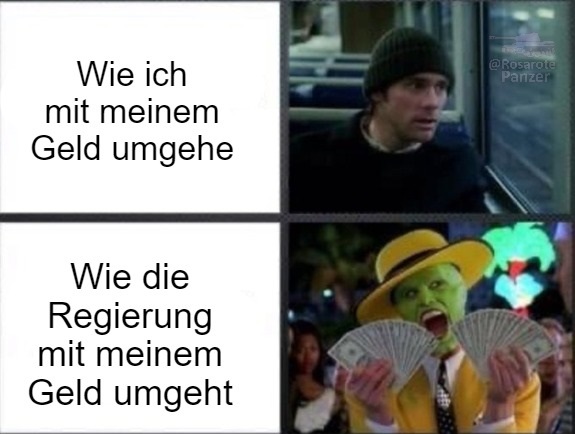 Wie ich
mit meinem
Geld umgehe
@Rosarote
Panzer
Wie die
Regierung
mit meinem
Geld umgeht